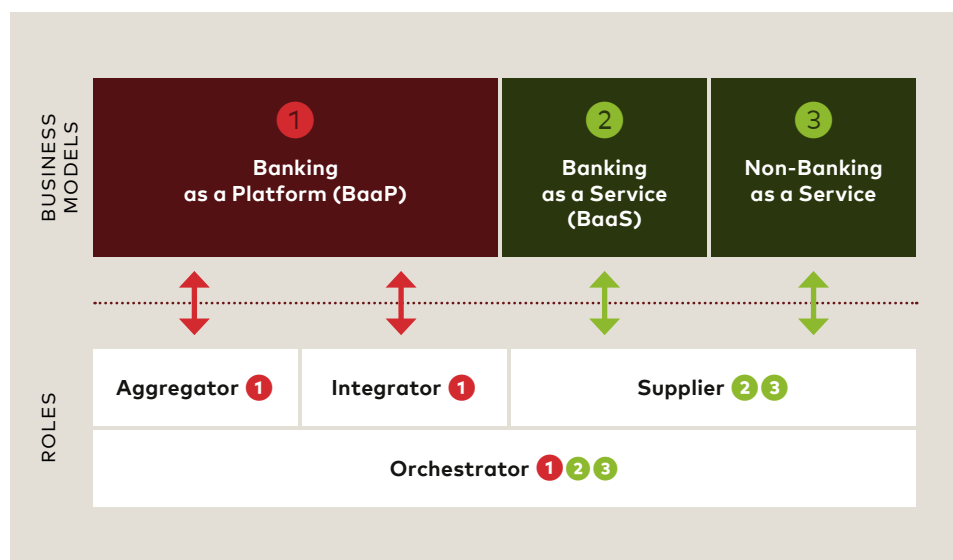 BUSINESS
MODELS
1
Banking
as a Platform (BaaP)
2
Banking
as a Service
(BaaS)
3
Non-Banking
as a Service
ROLES
Aggregator 1
Integrator 1
Supplier 2 3
Orchestrator 1 2 3